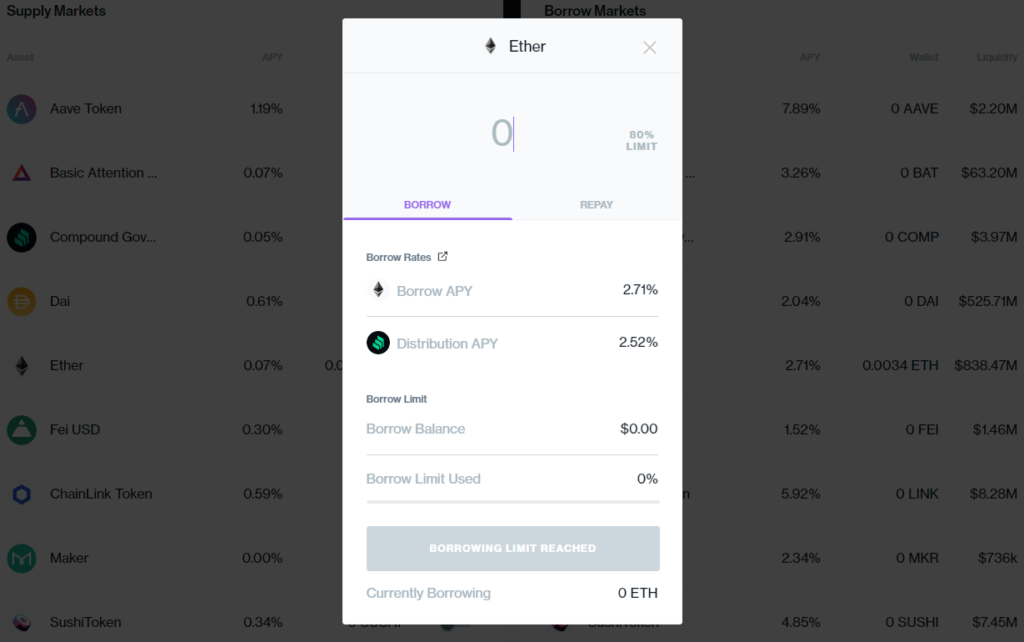 Supply Markets
Borrow Markets
Ether
Asset
APY
APY
Wallet
Liquidity
0
80%
LIMIT
BORROW
REPAY
Aave Token 1.19% 7.89% 0 AAVE $2.20M
Basic Attention ... 0.07% ... 3.26% 0 BAT $63.20M
Compound Gov... 0.05% 2.91% 0 COMP $3.97M
Dai 0.61% 2.04% 0 DAI $525.71M
Ether 0.07% 2.71% 0.0034 ETH $838.47M
Fei USD 0.30% 1.52% 0 FEI $1.46M
ChainLink Token 0.59% 5.92% 0 LINK $8.28M
Maker 0.00% 2.34% 0 MKR $736k
SushiToken 0.34% 0 SUSHI SushiToken 4.85% 0 SUSHI $7.45M
Borrow Rates
Borrow APY 2.71%
Distribution APY 2.52%
Borrow Limit
Borrow Balance $0.00
Borrow Limit Used 0%
BORROWING LIMIT REACHED
Currently Borrowing 0 ETH